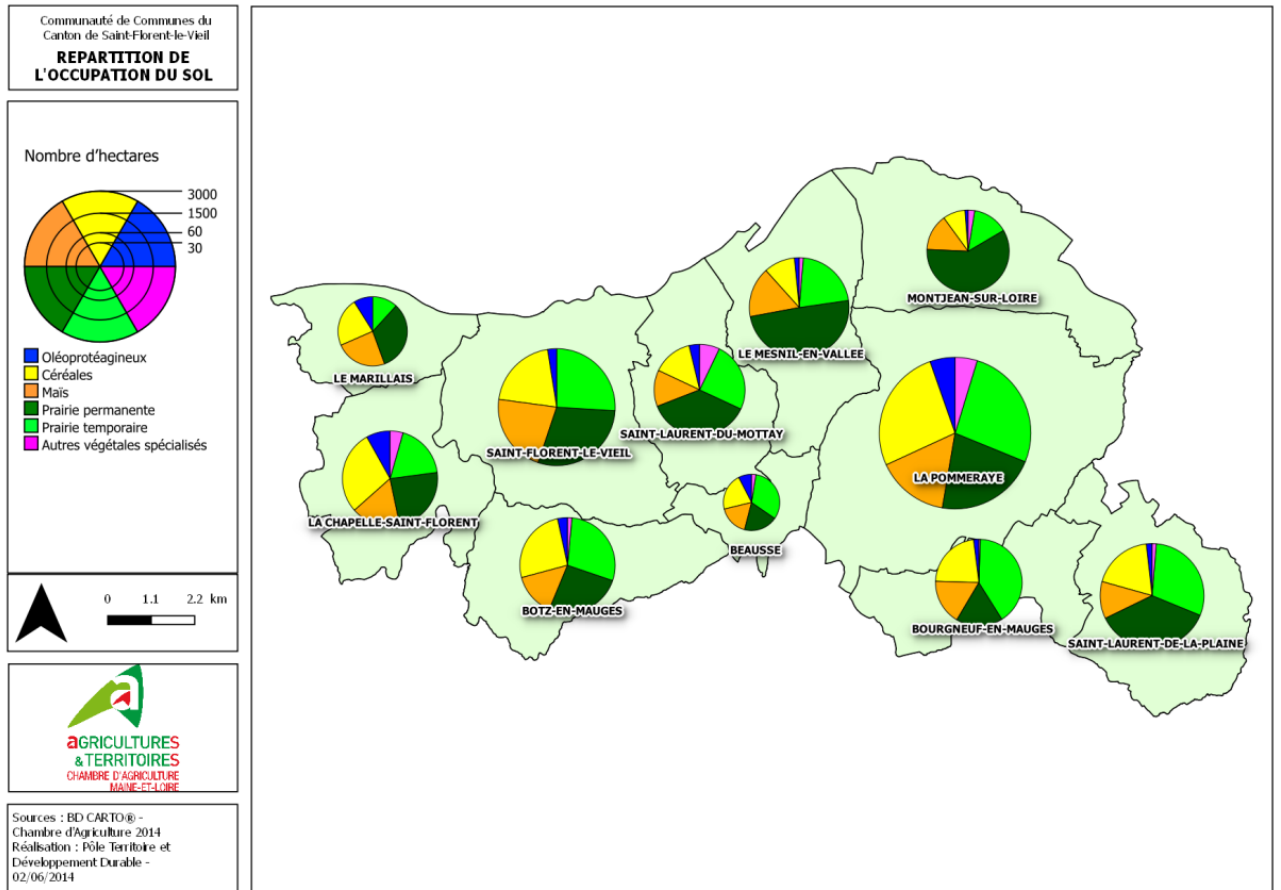 Communauté de Communes du
Canton de Saint-Florent-le-Vieil
REPARTITION DE
L'OCCUPATION DU SOL
Nombre d'hectares
3000
1500
60
30
Oléoprotéagineux
Céréales
Maïs
Prairie permanente
Prairie temporaire
Autres végétales spécialisés
0 1.1 2.2 km
aGRICULTURES
& TERRITOIRES
CHAMBRE D'AGRICULTURE
MAINE-ET-LOIRE
Sources : BD CARTO® -
Chambre d'Agriculture 2014
Réalisation : Pôle Territoire et
Développement Durable -
02/06/2014
MONTJEAN-SUR-LOIRE
LE MESNIL-EN-VALLEE
LE MARILLAIS
SAINT-LAURENT-DU-MOTTAY
SAINT-FLORENT-LE-VIEIL
LA POMMERAYE
LA CHAPELLE-SAINT-FLORENT
BEAUSSE
BOTZ-EN-MAUGES
BOURGNEUF-EN-MAUGES
SAINT-LAURENT-DE-LA-PLAINE